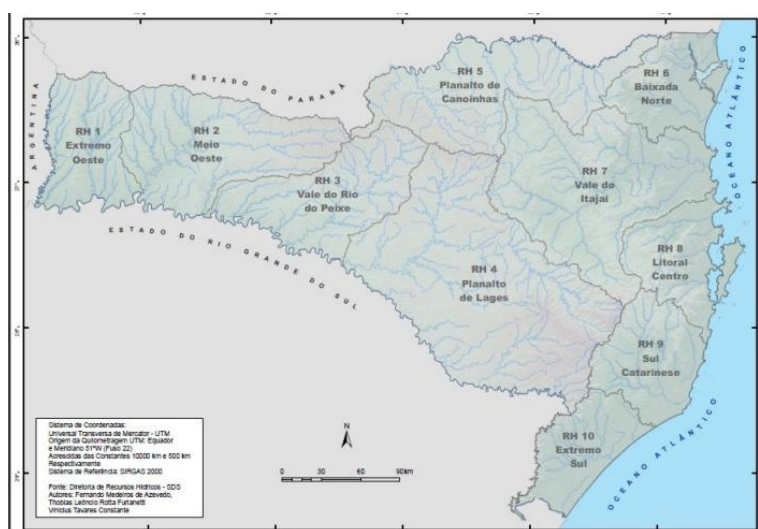 ESTADO DO PARANÁ
ARGENTINA
OCEANO ATLÂNTICO
RH 5
Planalto de
Canoinhas
RH 6
Baixada
Norte
RH 1
Extremo
Oeste
RH 2
Meio
Oeste
RH 3
Vale do Rio
do Peixe
RH 7
Vale do
Itajaí
ESTADO DO RIO GRANDE DO SUL
RH 4
Planalto
de Lages
RH 8
Litoral
Centro
RH 9
Sul
Catarinese
RH 10
Extremo
Sul
OCEANO ATLÂNTICO
Sistema de Coordenadas:
Universal Transversa de Mercator - UTM
Origem da Quilometragem UTM: Equador
e Meridiano 51°W (Fuso 22)
Acrescidas das Constantes 10000 km e 500 km
Respectivamente
Sistema de Referência: SIRGAS 2000
Fonte: Diretoria de Recursos Hídricos - SDS
Autores: Fernando Medeiros de Azevedo,
Thobias Leôncio Rotta Furlanetti
Vinicius Tavares Constante
N
0 15 30 60 90km